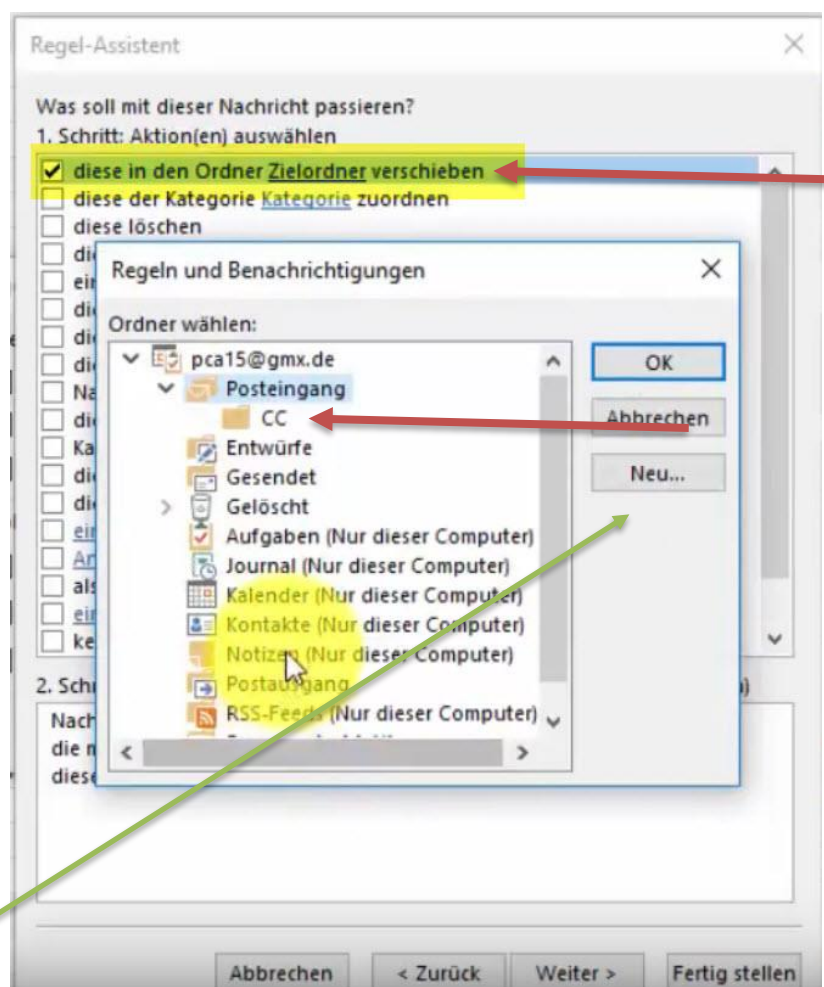 Regel-Assistent
Was soll mit dieser Nachricht passieren?
1. Schritt: Aktion(en) auswählen
diese in den Ordner Zielordner verschieben
diese der Kategorie Kategorie zuordnen
diese löschen
Regeln und Benachrichtigungen
Ordner wählen:
pca15@gmx.de
Posteingang
CC
Entwürfe
Gesendet
Gelöscht
Aufgaben (Nur dieser Computer)
Journal (Nur dieser Computer)
Kalender (Nur dieser Computer)
Kontakte (Nur dieser Computer)
Notizen (Nur dieser Computer)
Postausgang
RSS-Feeds (Nur dieser Computer)
OK
Abbrechen
Neu...
2. Sch
Nach
die
diese
Abbrechen
< Zurück
Weiter >
Fertig stellen